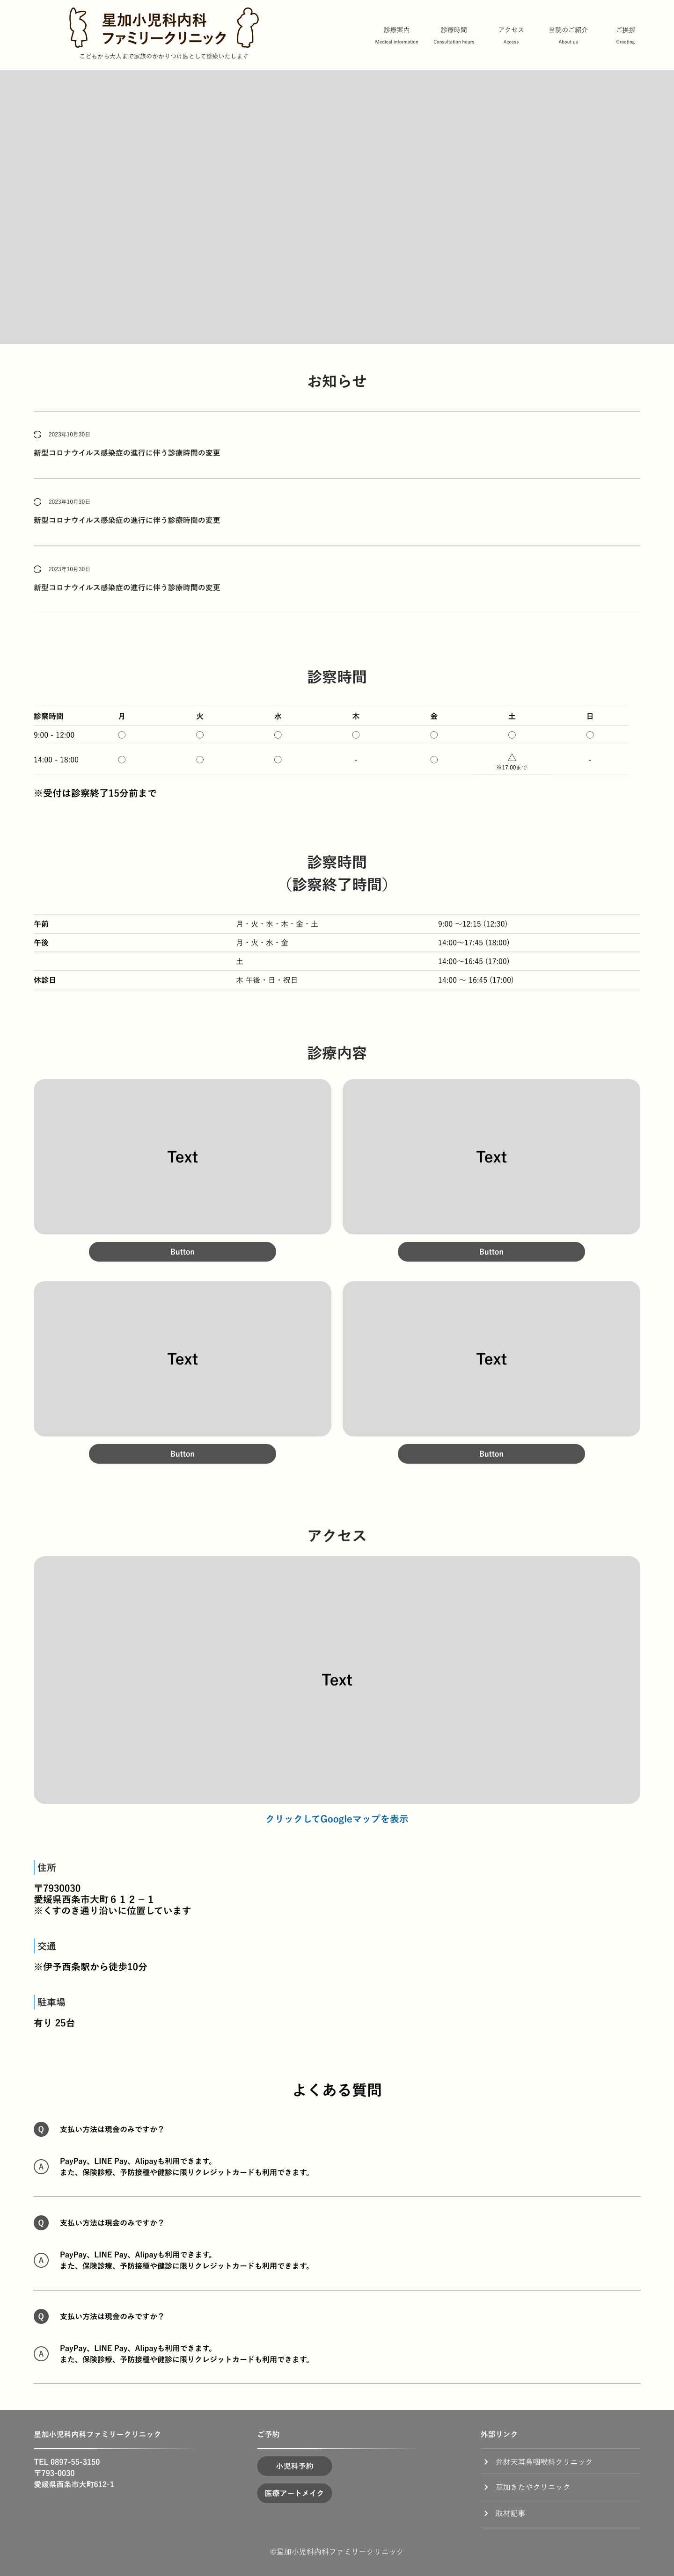 星加小児科内科
ファミリークリニック
こどもから大人まで家族のかかりつけ医として診療いたします
診療案内 診療時間 アクセス 当院のご紹介 ご挨拶
Medical information Consultation hours Access About us Greeting
お知らせ
2023年10月30日
新型コロナウイルス感染症の進行に伴う診療時間の変更
2023年10月30日
新型コロナウイルス感染症の進行に伴う診療時間の変更
2023年10月30日
新型コロナウイルス感染症の進行に伴う診療時間の変更
診察時間
診察時間 月 火 水 木 金 土 日
9:00 - 12:00 ◯ ◯ ◯ ◯ ◯ ◯ ◯
14:00 - 18:00 ◯ ◯ ◯ - ◯ △ -
※17:00まで
※受付は診察終了15分前まで
診察時間
（診察終了時間）
午前 月・火・水・木・金・土 9:00 〜12:15 (12:30)
午後 月・火・水・金 14:00〜17:45 (18:00)
土 14:00〜16:45 (17:00)
休診日 木 午後・日・祝日 14:00 〜 16:45 (17:00)
診療内容
Text Text
Button Button
Text Text
Button Button
アクセス
Text
クリックしてGoogleマップを表示
住所
〒7930030
愛媛県西条市大町６１２－１
※くすのき通り沿いに位置しています
交通
※伊予西条駅から徒歩10分
駐車場
有り 25台
よくある質問
Q 支払い方法は現金のみですか？
A PayPay、LINE Pay、Alipayも利用できます。
また、保険診療、予防接種や健診に限りクレジットカードも利用できます。
Q 支払い方法は現金のみですか？
A PayPay、LINE Pay、Alipayも利用できます。
また、保険診療、予防接種や健診に限りクレジットカードも利用できます。
Q 支払い方法は現金のみですか？
A PayPay、LINE Pay、Alipayも利用できます。
また、保険診療、予防接種や健診に限りクレジットカードも利用できます。
星加小児科内科ファミリークリニック
TEL 0897-55-3150
〒793-0030
愛媛県西条市大町612-1
ご予約
小児科予約
医療アートメイク
外部リンク
弁財天耳鼻咽喉科クリニック
草加きたやクリニック
取材記事
©星加小児科内科ファミリークリニック